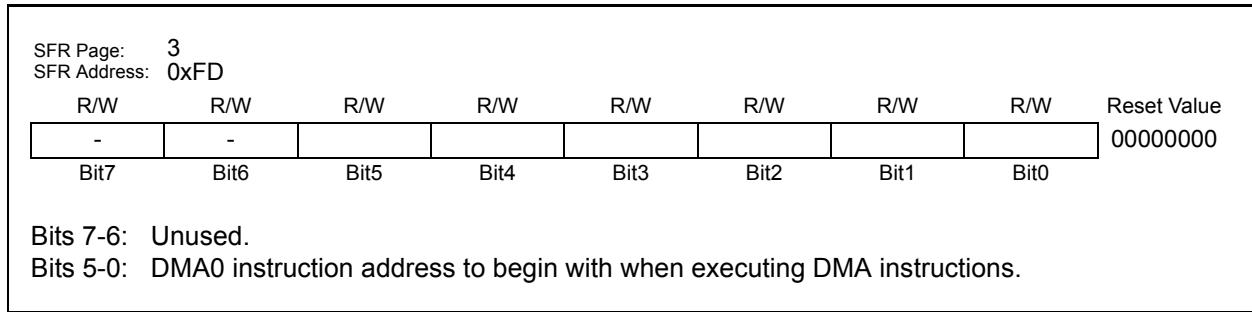 SFR Page: 3
SFR Address: 0xFD
R/W R/W R/W R/W R/W R/W R/W R/W Reset Value
- - 00000000
Bit7 Bit6 Bit5 Bit4 Bit3 Bit2 Bit1 Bit0
Bits 7-6: Unused.
Bits 5-0: DMA0 instruction address to begin with when executing DMA instructions.